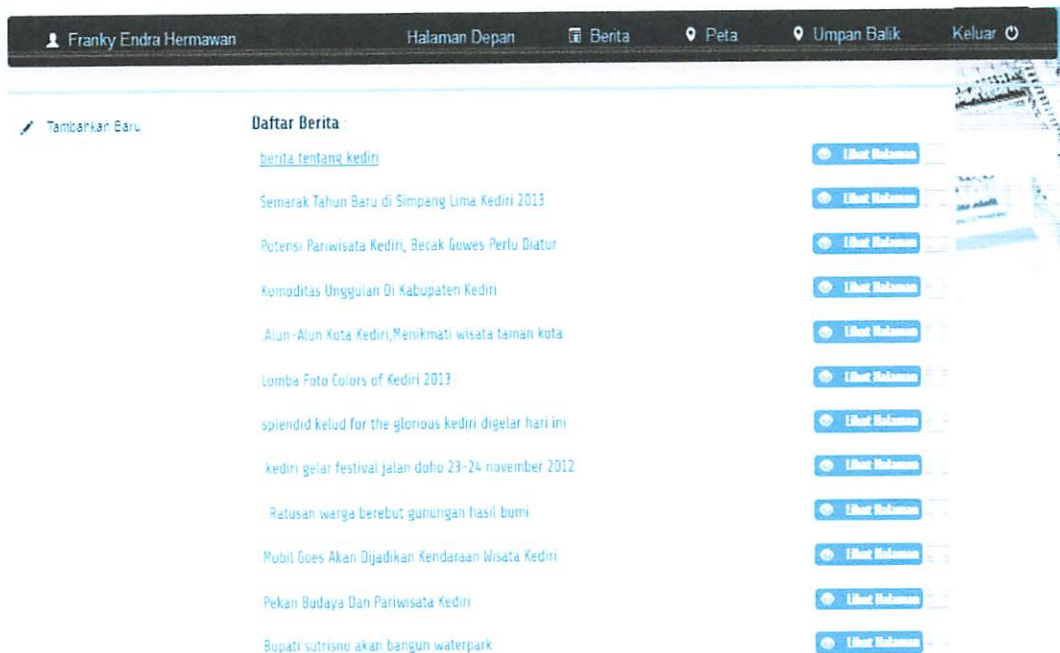 Franky Endra Hermawan Halaman Depan Berita Peta Umpan Balik Keluar
Tambahkan Baru Daftar Berita :
berita tentang kediri Lihat Halaman
Semarak Tahun Baru di Simpang Lima Kediri 2013 Lihat Halaman
Potensi Pariwisata Kediri, Becak Gowes Perlu Diatur Lihat Halaman
Komoditas Unggulan Di Kabupaten Kediri Lihat Halaman
.Alun-Alun Kota Kediri,Menikmati wisata taman kota Lihat Halaman
Lomba Foto Colors of Kediri 2013 Lihat Halaman
splendid kelud for the glorious kediri digelar hari ini Lihat Halaman
kediri gelar festival jalan doho 23-24 november 2012 Lihat Halaman
. Ratusan warga berebut gunungan hasil bumi Lihat Halaman
Mobil Goes Akan Dijadikan Kendaraan Wisata Kediri Lihat Halaman
Pekan Budaya Dan Pariwisata Kediri Lihat Halaman
Bupati sutrisno akan bangun waterpark Lihat Halaman